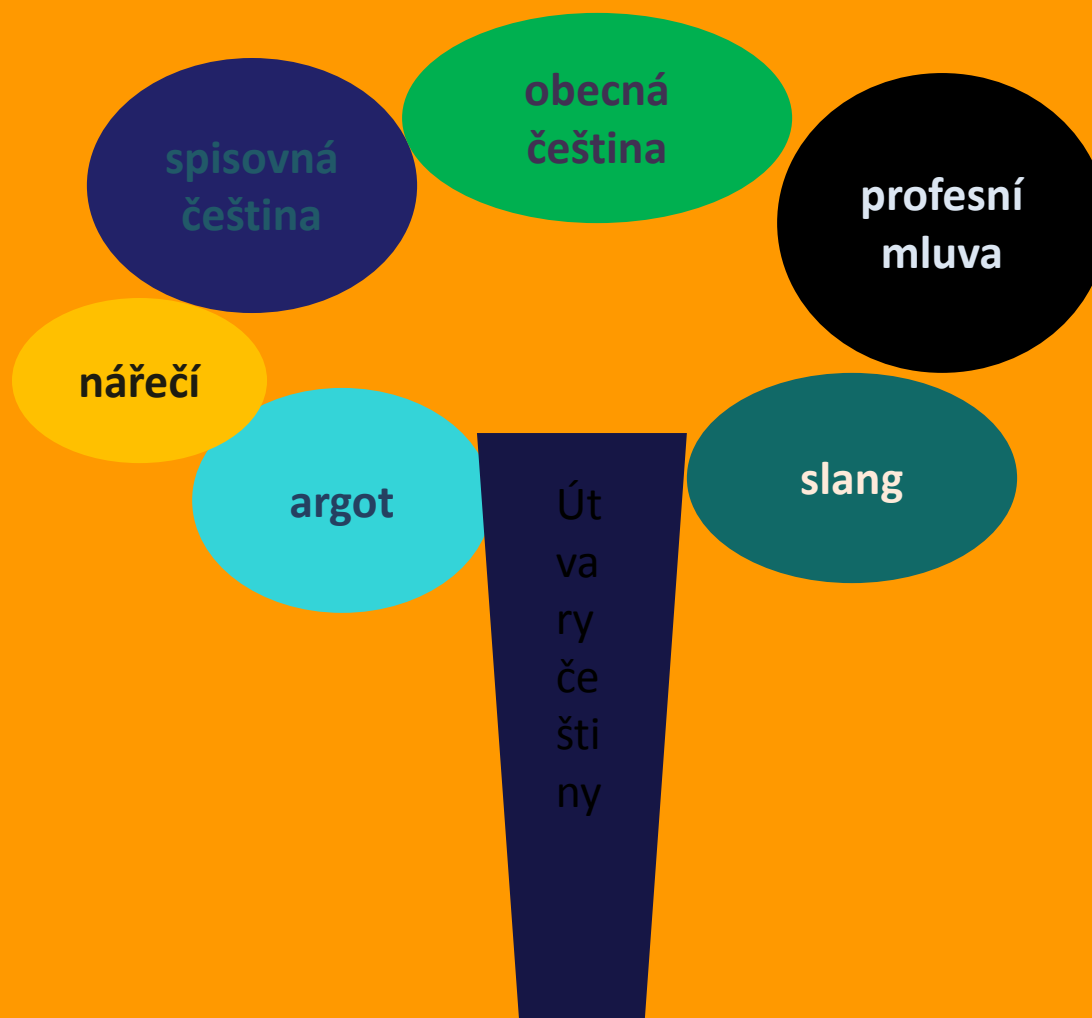 obecná
čeština
spisovná
čeština
profesní
mluva
nářečí
argot
slang
Út
va
ry
če
šti
ny